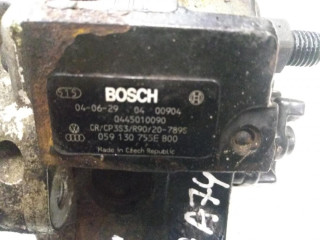 BOSCH
04-06-29 04 00904
0445010090
CR/CP3S3/R90/20-789S
059 130 755E 800
Made in Czech Republic
A74